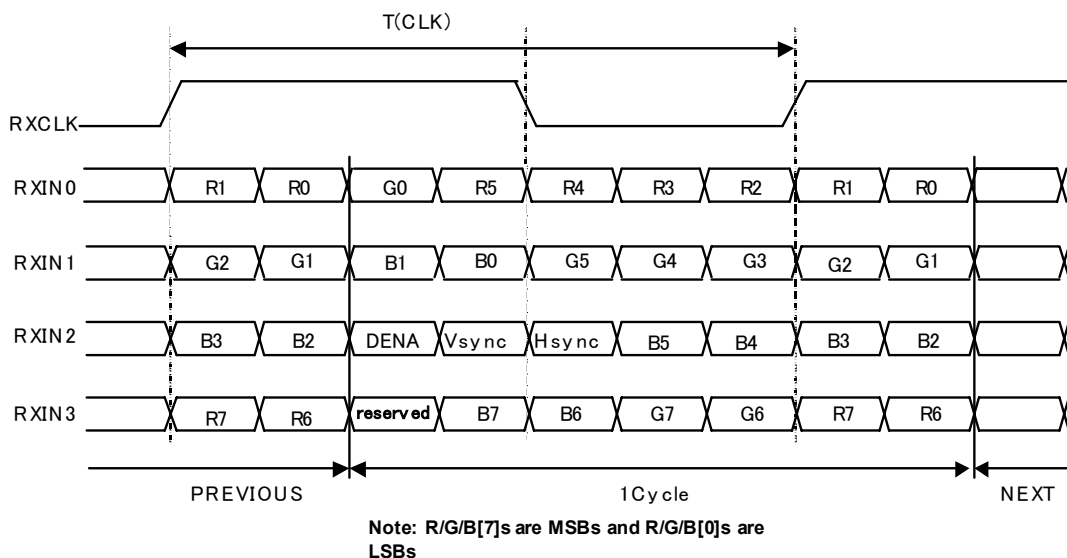 T(CLK)
RXCLK
RXIN0 R1 R0 G0 R5 R4 R3 R2 R1 R0
RXIN1 G2 G1 B1 B0 G5 G4 G3 G2 G1
RXIN2 B3 B2 DENA Vsync Hsync B5 B4 B3 B2
RXIN3 R7 R6 reserved B7 B6 G7 G6 R7 R6
PREVIOUS 1Cycle NEXT
Note: R/G/B[7]s are MSBs and R/G/B[0]s are
LSBs